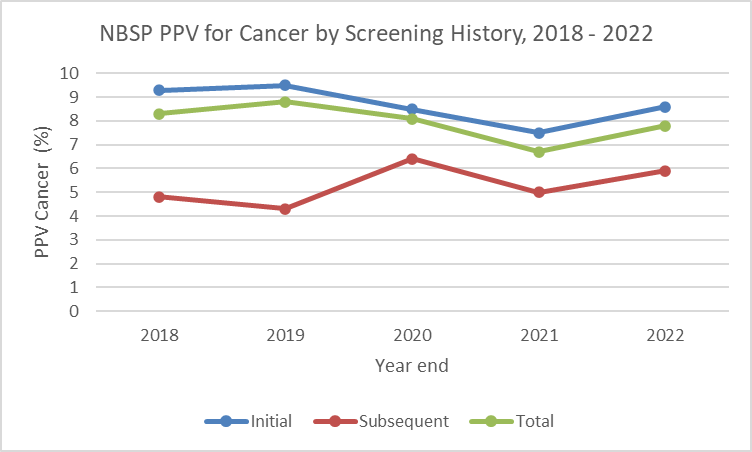 NBSP PPV for Cancer by Screening History, 2018 - 2022
10
9
8
7
6
5
4
3
2
1
0
PPV Cancer (%)
2018 2019 2020 2021 2022
Year end
Initial Subsequent Total